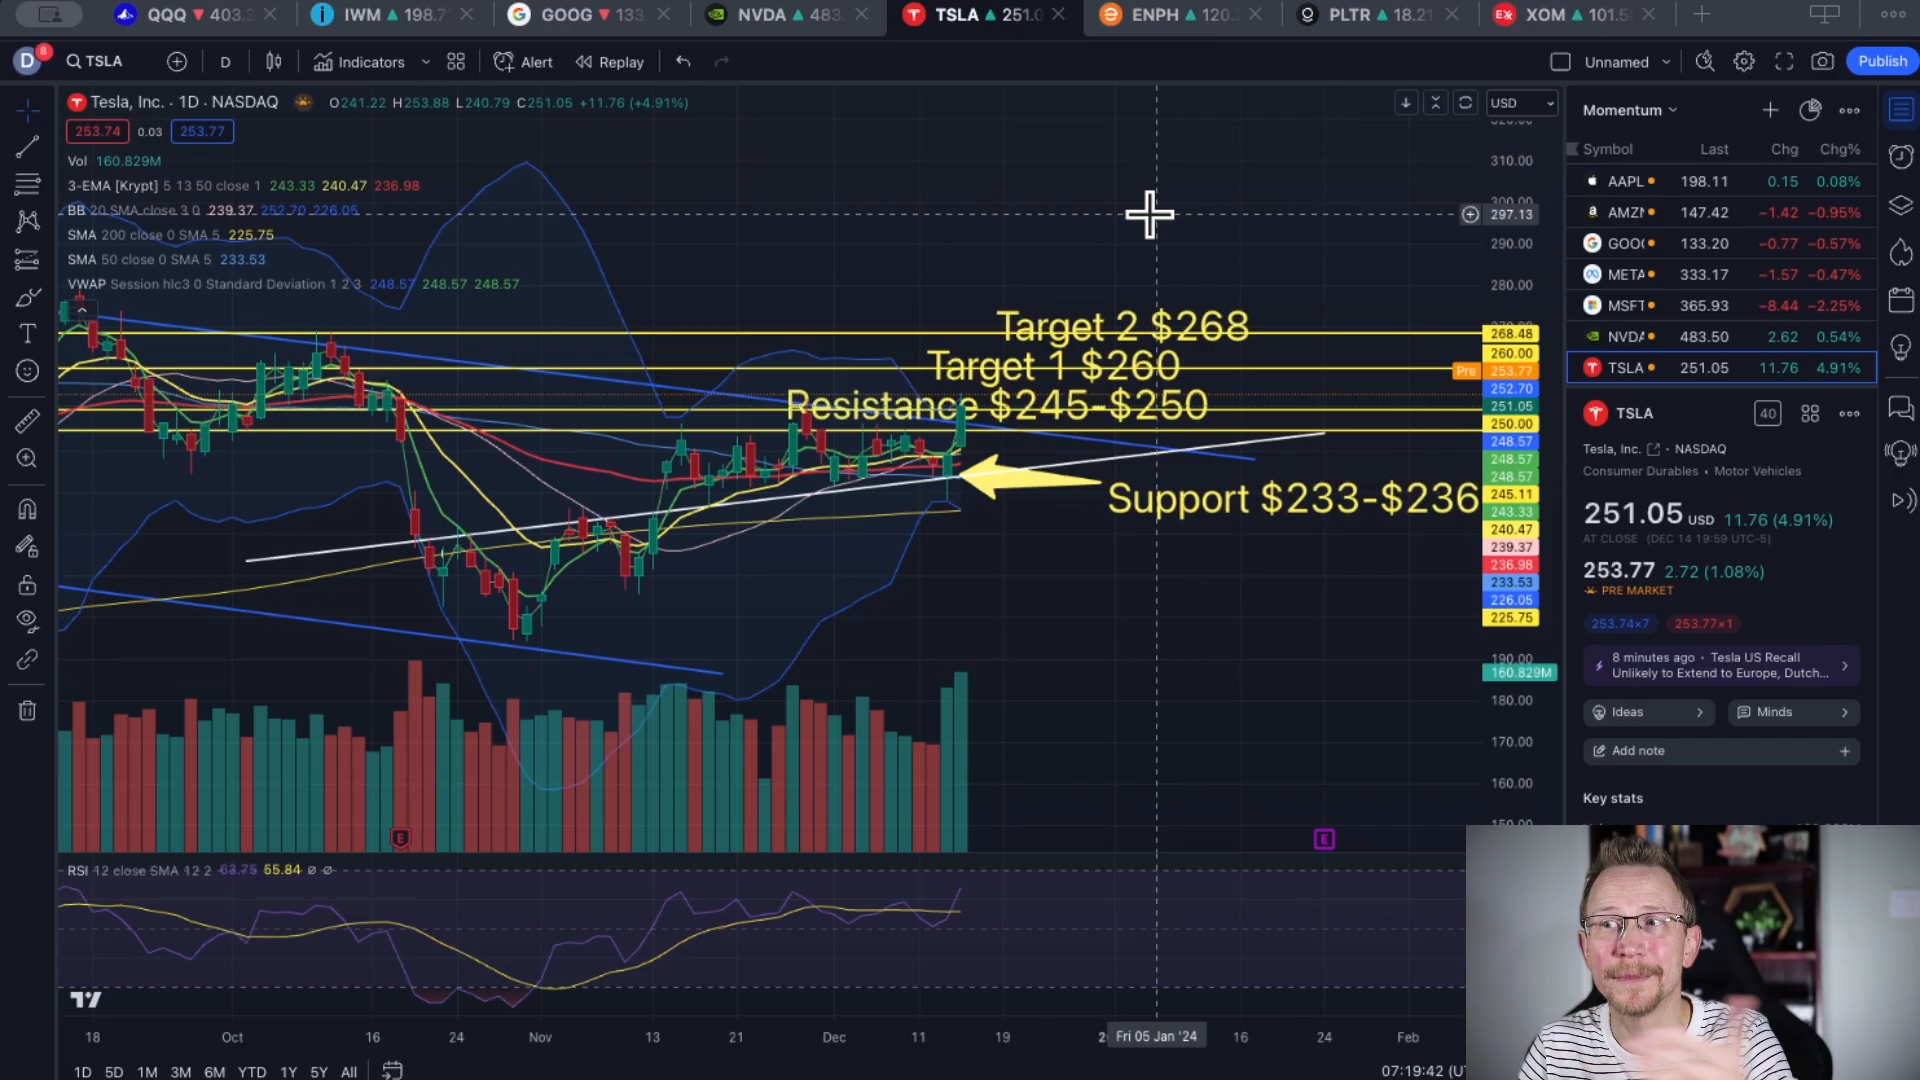 QQQ 403.
IWM 198.7
GOOG 133
NVDA 483.
TSLA 251.0
ENPH 120.
PLTR 18.21
XOM 101.5
D 8 TSLA D Indicators Alert Replay Unnamed Publish
Tesla, Inc. · 1D · NASDAQ O241.22 H253.88 L240.79 C251.05 +11.76 (+4.91%)
USD
253.74 0.03 253.77
Vol 160.829M
3-EMA [Krypt] 5 13 50 close 1 243.33 240.47 236.98
BB 20 SMA close 3 0 239.37 252.70 226.05
SMA 200 close 0 SMA 5 225.75
SMA 50 close 0 SMA 5 233.53
VWAP Session hlc3 0 Standard Deviation 1 2 3 248.57 248.57 248.57
Target 2 $268
Target 1 $260
Resistance $245-$250
Support $233-$236
310.00
300.00
297.13
290.00
280.00
268.48
260.00
Pre 253.77
252.70
251.05
250.00
248.57
248.57
248.57
245.11
243.33
240.47
239.37
236.98
233.53
226.05
225.75
190.00
160.829M
180.00
170.00
160.00
150.00
E
E
RSI 12 close SMA 12 2 63.75 55.84 ∅ ∅
18 Oct 16 24 Nov 13 21 Dec 11 19 2 Fri 05 Jan '24 16 24 Feb
1D 5D 1M 3M 6M YTD 1Y 5Y All
07:19:42 (U
Momentum
Symbol Last Chg Chg%
AAPL 198.11 0.15 0.08%
AMZN 147.42 −1.42 −0.95%
GOO 133.20 −0.77 −0.57%
META 333.17 −1.57 −0.47%
MSFT 365.93 −8.44 −2.25%
NVDA 483.50 2.62 0.54%
TSLA 251.05 11.76 4.91%
TSLA
40
Tesla, Inc. • NASDAQ
Consumer Durables • Motor Vehicles
251.05 USD 11.76 (4.91%)
AT CLOSE (DEC 14 19:59 UTC-5)
253.77 2.72 (1.08%)
PRE MARKET
253.74×7 253.77×1
8 minutes ago · Tesla US Recall
Unlikely to Extend to Europe, Dutch...
Ideas Minds
Add note
Key stats